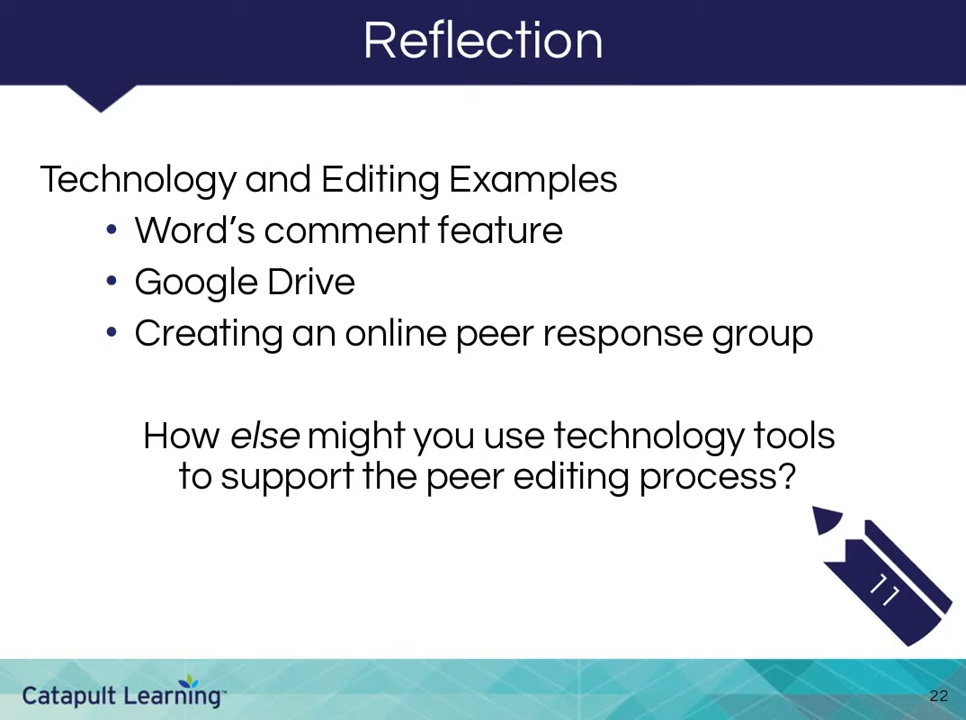 Reflection
Technology and Editing Examples
• Word’s comment feature
• Google Drive
• Creating an online peer response group
How else might you use technology tools
to support the peer editing process?
11
Catapult Learning™
22